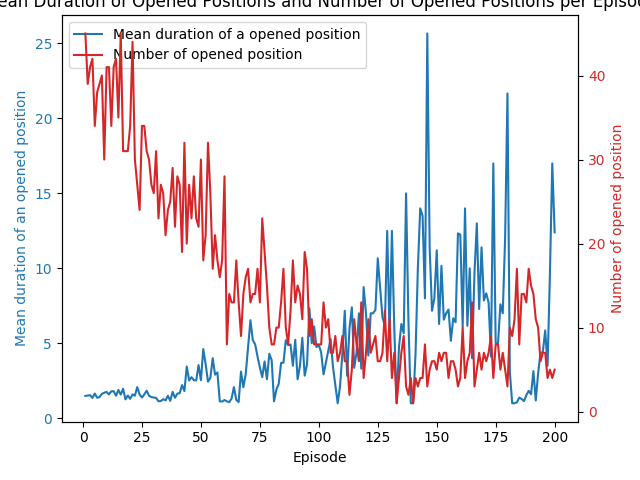 ean Duration of Opened Positions and Number of Opened Positions per Episod
Mean duration of a opened position
Number of opened position
Mean duration of an opened position
Number of opened position
25
20
15
10
5
0
40
30
20
10
0
0 25 50 75 100 125 150 175 200
Episode